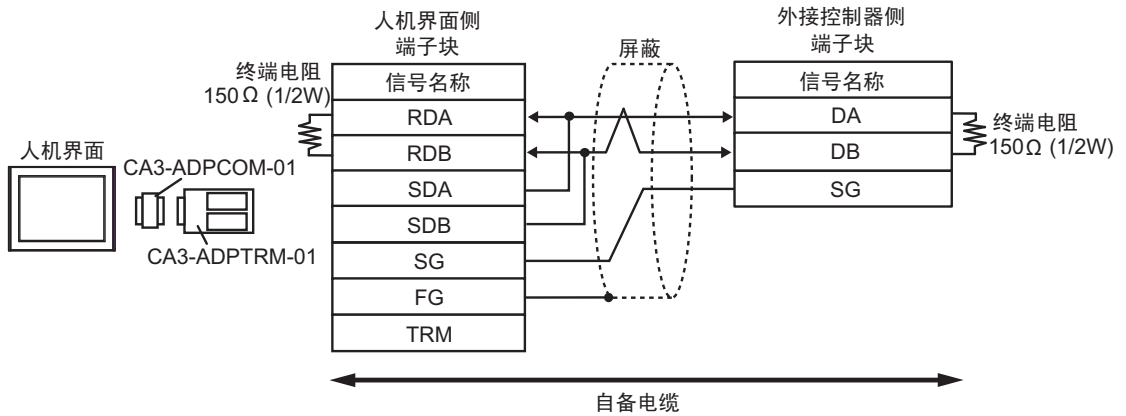 人机界面侧
端子块
外接控制器侧
端子块
屏蔽
终端电阻
150Ω (1/2W)
信号名称
RDA
RDB
SDA
SDB
SG
FG
TRM
信号名称
DA
DB
SG
终端电阻
150Ω (1/2W)
人机界面
CA3-ADPCOM-01
CA3-ADPTRM-01
自备电缆